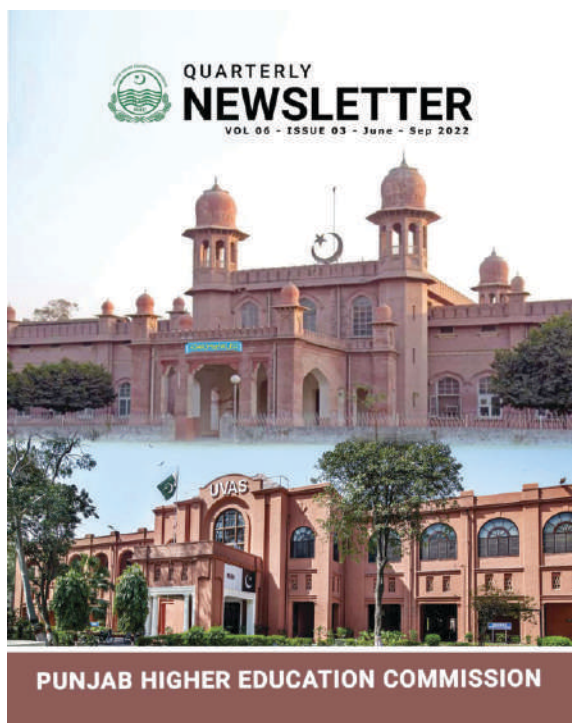 QUARTERLY
NEWSLETTER
VOL 06 - ISSUE 03 - June - Sep 2022
UVAS
PUNJAB HIGHER EDUCATION COMMISSION